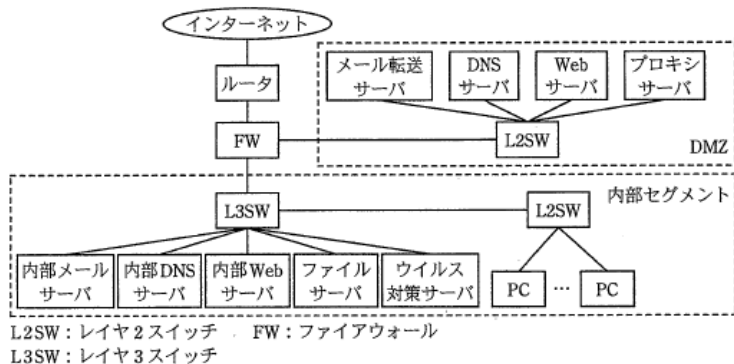 インターネット
ルータ
FW
メール転送
サーバ
DNS
サーバ
Web
サーバ
プロキシ
サーバ
L2SW
DMZ
内部セグメント
L3SW
L2SW
内部メール
サーバ
内部DNS
サーバ
内部Web
サーバ
ファイル
サーバ
ウイルス
対策サーバ
PC
…
PC
L2SW：レイヤ2スイッチ FW：ファイアウォール
L3SW：レイヤ3スイッチ